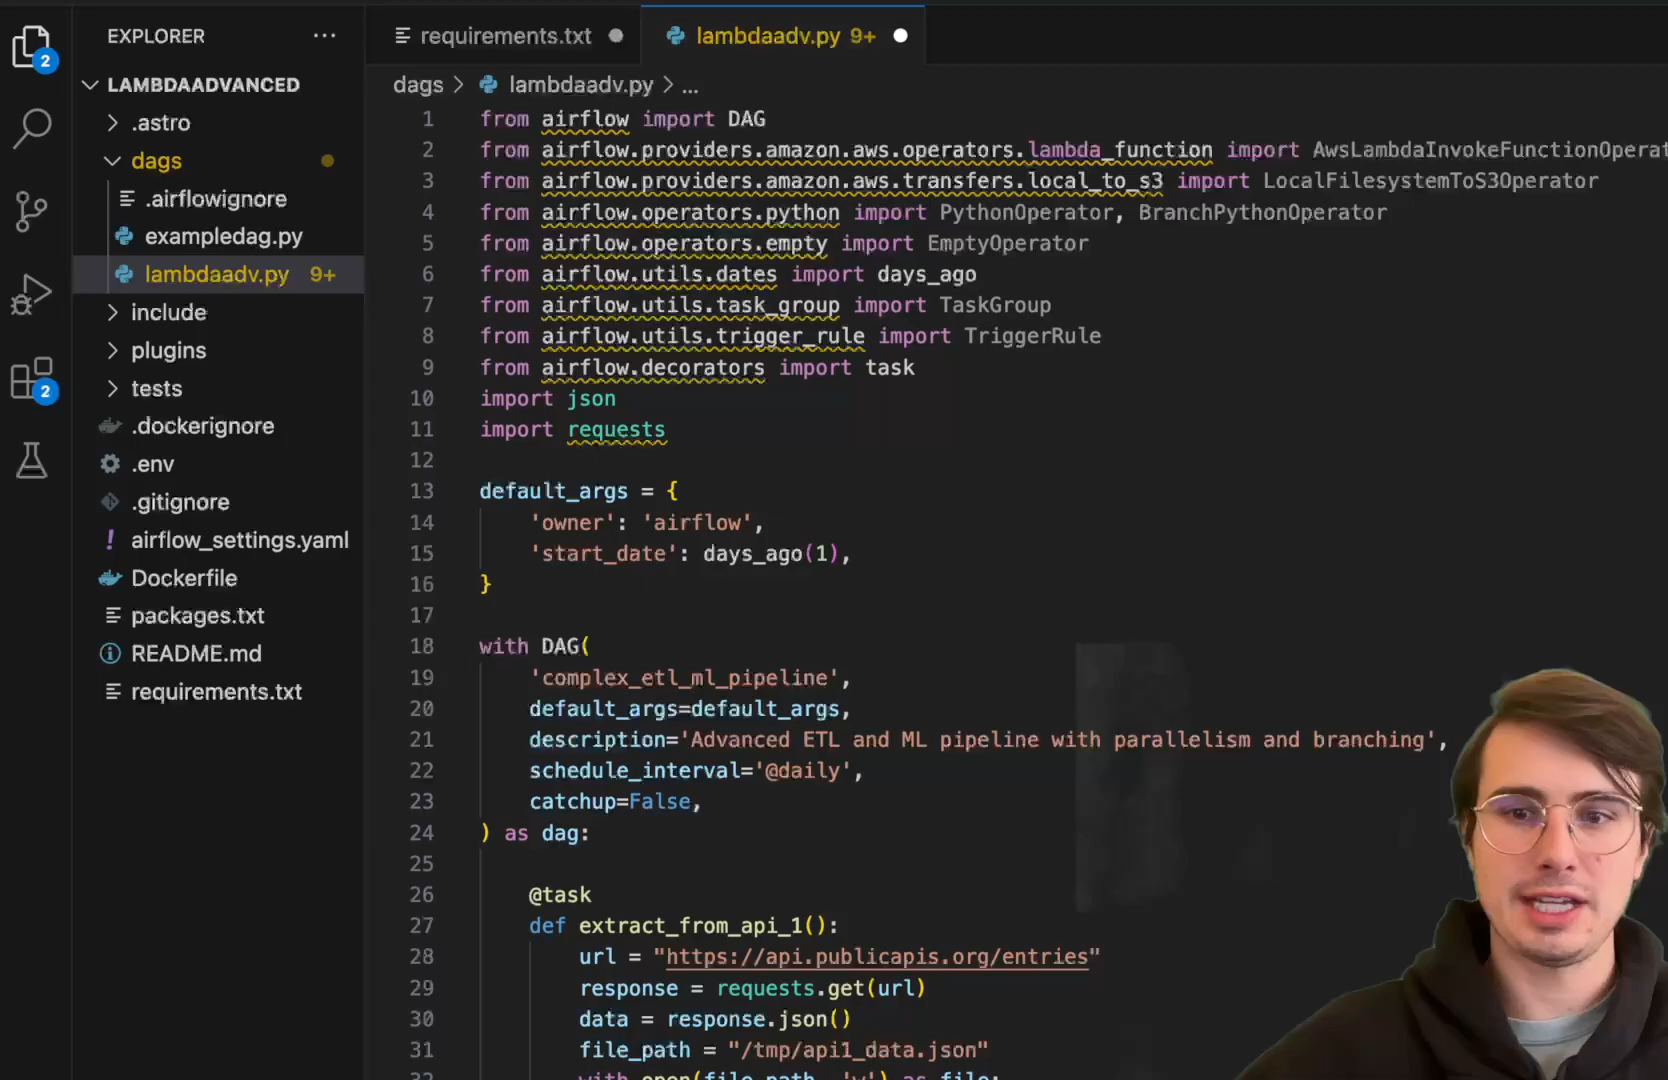 EXPLORER
2
LAMBDAADVANCED
.astro
dags
.airflowignore
exampledag.py
lambdaadv.py 9+
include
plugins
tests
2
.dockerignore
.env
.gitignore
airflow_settings.yaml
Dockerfile
packages.txt
README.md
requirements.txt
requirements.txt
lambdaadv.py 9+
dags > lambdaadv.py > ...
1 from airflow import DAG
2 from airflow.providers.amazon.aws.operators.lambda_function import AwsLambdaInvokeFunctionOperat
3 from airflow.providers.amazon.aws.transfers.local_to_s3 import LocalFilesystemToS3Operator
4 from airflow.operators.python import PythonOperator, BranchPythonOperator
5 from airflow.operators.empty import EmptyOperator
6 from airflow.utils.dates import days_ago
7 from airflow.utils.task_group import TaskGroup
8 from airflow.utils.trigger_rule import TriggerRule
9 from airflow.decorators import task
10 import json
11 import requests
12
13 default_args = {
14 'owner': 'airflow',
15 'start_date': days_ago(1),
16 }
17
18 with DAG(
19 'complex_etl_ml_pipeline',
20 default_args=default_args,
21 description='Advanced ETL and ML pipeline with parallelism and branching',
22 schedule_interval='@daily',
23 catchup=False,
24 ) as dag:
25
26 @task
27 def extract_from_api_1():
28 url = "https://api.publicapis.org/entries"
29 response = requests.get(url)
30 data = response.json()
31 file_path = "/tmp/api1_data.json"
32 with open(file_path, 'w') as file: